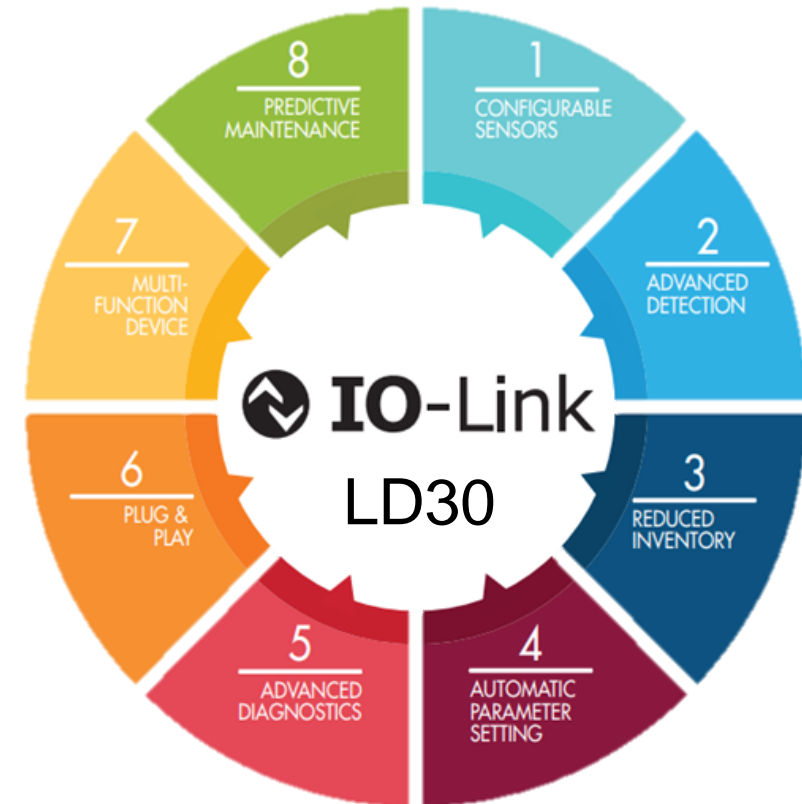 1
CONFIGURABLE
SENSORS
2
ADVANCED
DETECTION
3
REDUCED
INVENTORY
4
AUTOMATIC
PARAMETER
SETTING
5
ADVANCED
DIAGNOSTICS
6
PLUG &
PLAY
7
MULTI-
FUNCTION
DEVICE
8
PREDICTIVE
MAINTENANCE
IO-Link
LD30